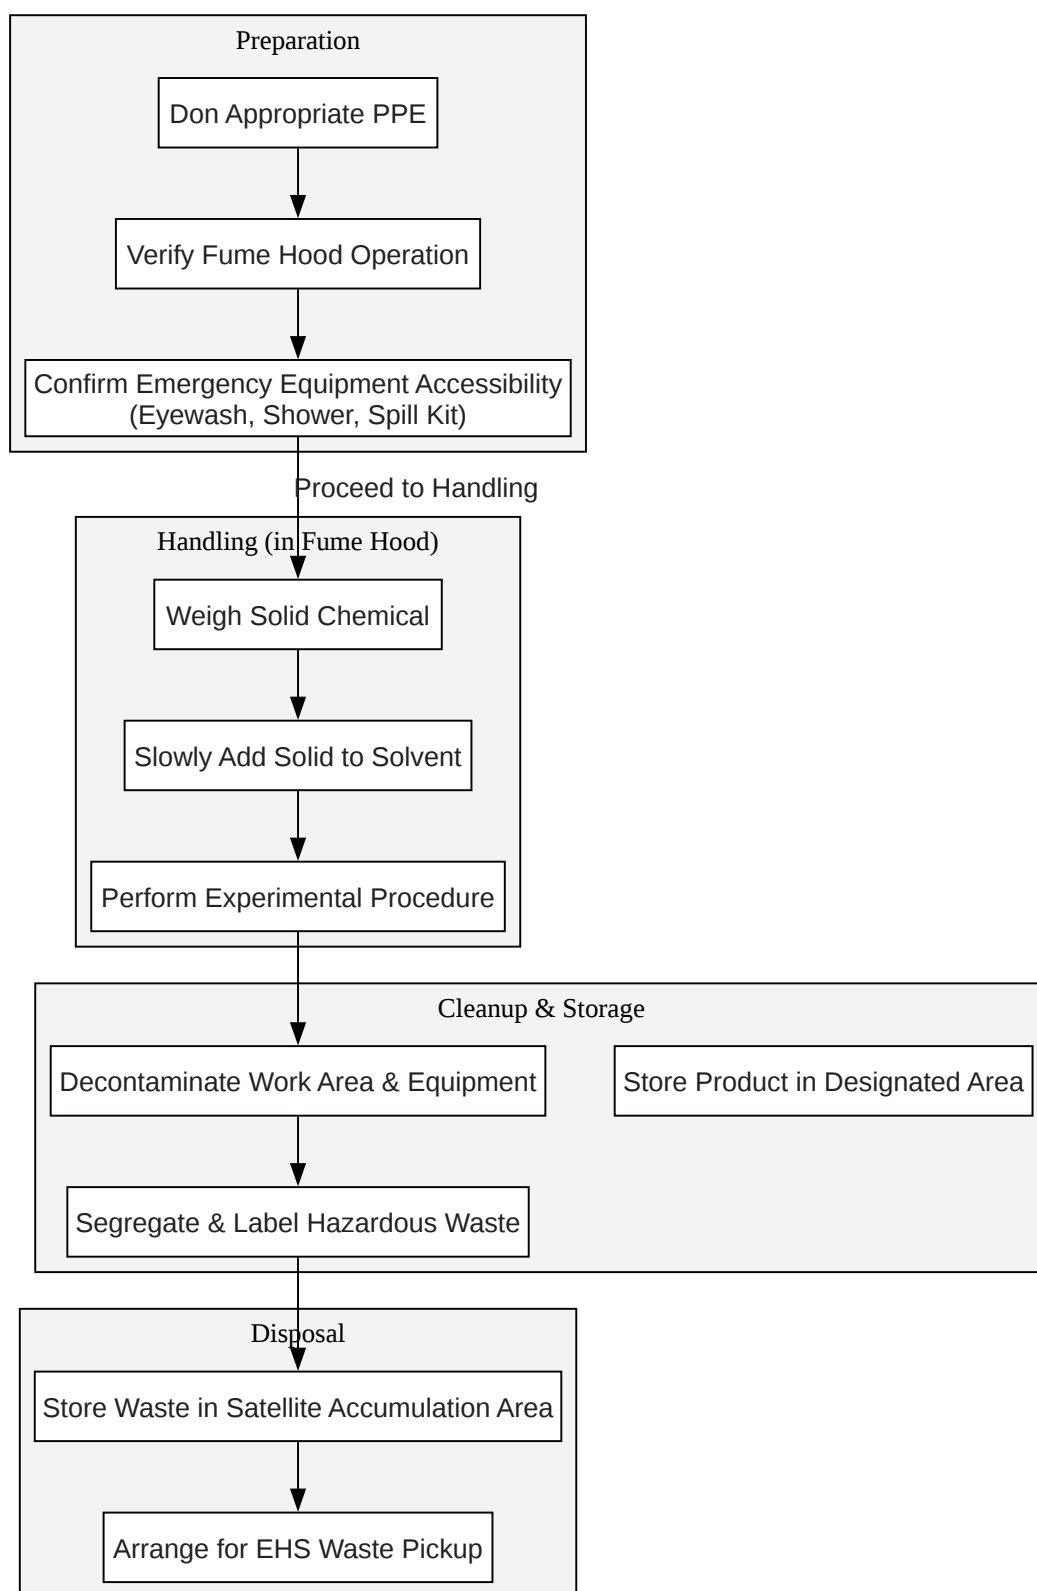 Preparation
Don Appropriate PPE
Verify Fume Hood Operation
Confirm Emergency Equipment Accessibility
(Eyewash, Shower, Spill Kit)
Proceed to Handling
Handling (in Fume Hood)
Weigh Solid Chemical
Slowly Add Solid to Solvent
Perform Experimental Procedure
Cleanup & Storage
Decontaminate Work Area & Equipment
Store Product in Designated Area
Segregate & Label Hazardous Waste
Disposal
Store Waste in Satellite Accumulation Area
Arrange for EHS Waste Pickup